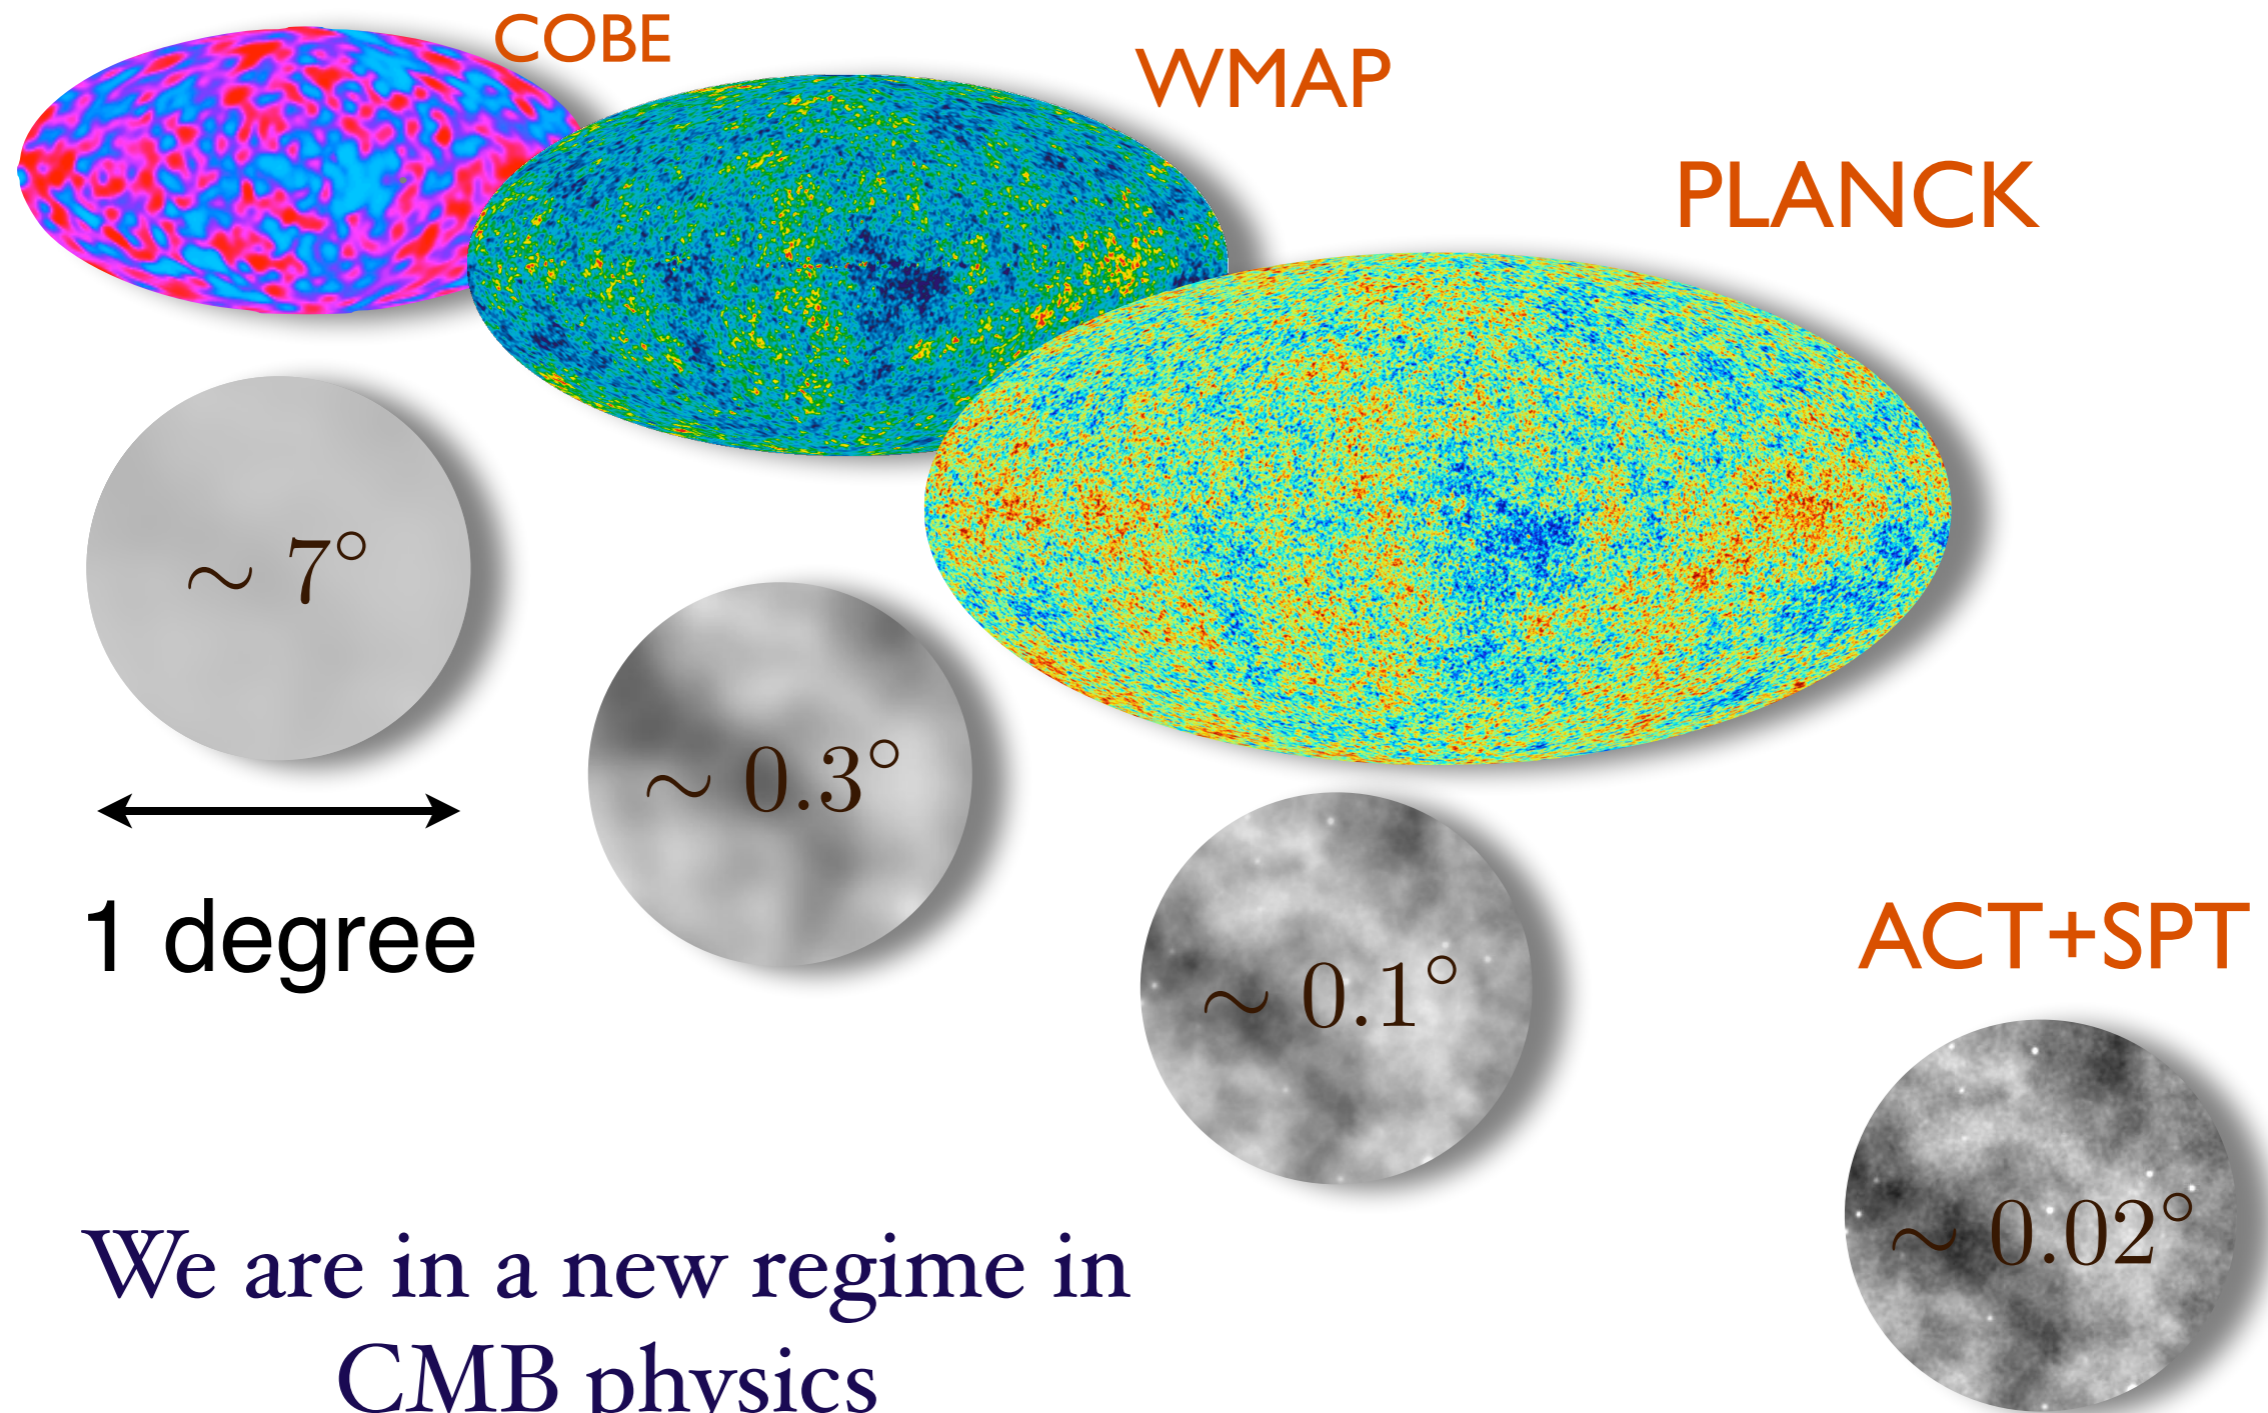 COBE
WMAP
PLANCK
∼ 7°
∼ 0.3°
1 degree
∼ 0.1°
ACT+SPT
∼ 0.02°
We are in a new regime in
CMB physics